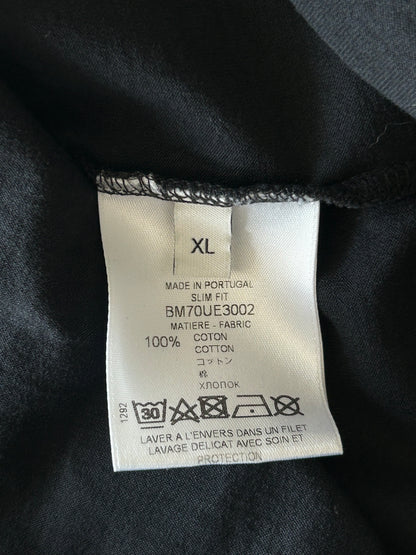 XL
MADE IN PORTUGAL
SLIM FIT
BM70UE3002
MATIERE - FABRIC
100% COTON
COTTON
コットン
棉
ХЛОПОК
1292
30
LAVER A L'ENVERS DANS UN FILET
LAVAGE DELICAT AVEC SOIN ET
PROTECTION